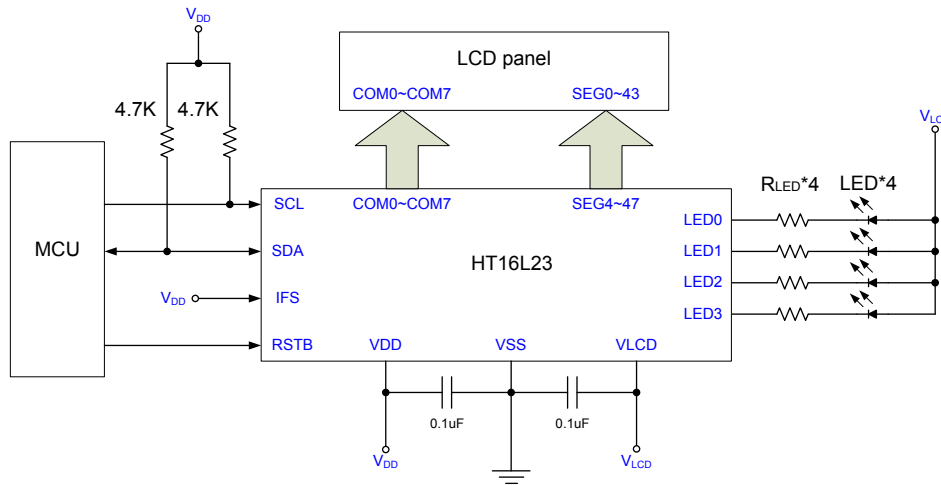 VDD
LCD panel
COM0~COM7 SEG0~43
4.7K 4.7K
VLC
RLED*4 LED*4
MCU
SCL COM0~COM7 SEG4~47
LED0
SDA LED1
HT16L23
VDD IFS LED2
LED3
RSTB VDD VSS VLCD
0.1uF 0.1uF
VDD VLCD